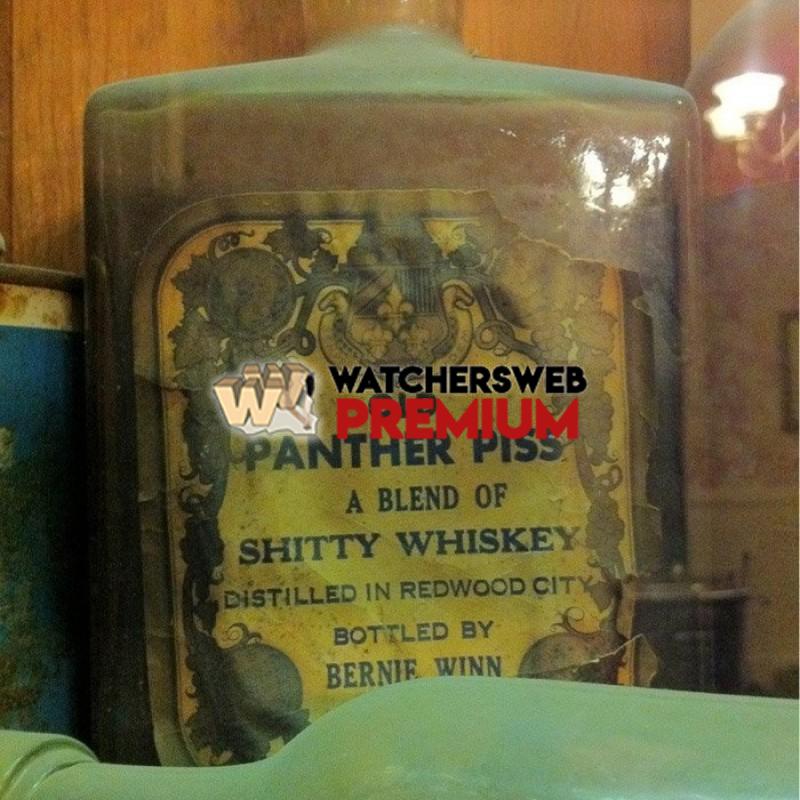 WATCHERSWEB
PREMIUM
PANTHER PISS
A BLEND OF
SHITTY WHISKEY
DISTILLED IN REDWOOD CITY
BOTTLED BY
BERNIE WINN